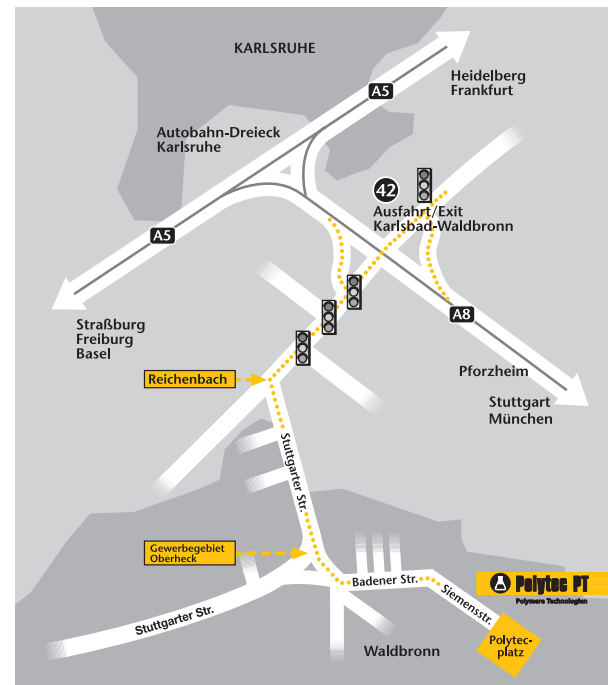 KARLSRUHE
A5
Heidelberg
Frankfurt
Autobahn-Dreieck
Karlsruhe
42
Ausfahrt/Exit
Karlsbad-Waldbronn
A5
Straßburg
Freiburg
Basel
A8
Pforzheim
Stuttgart
München
Reichenbach
Stuttgarter Str.
Gewerbegebiet
Oberheck
Badener Str.
Siemensstr.
Polytec PT
Polymere Technologien
Stuttgarter Str.
Waldbronn
Polytec-
platz